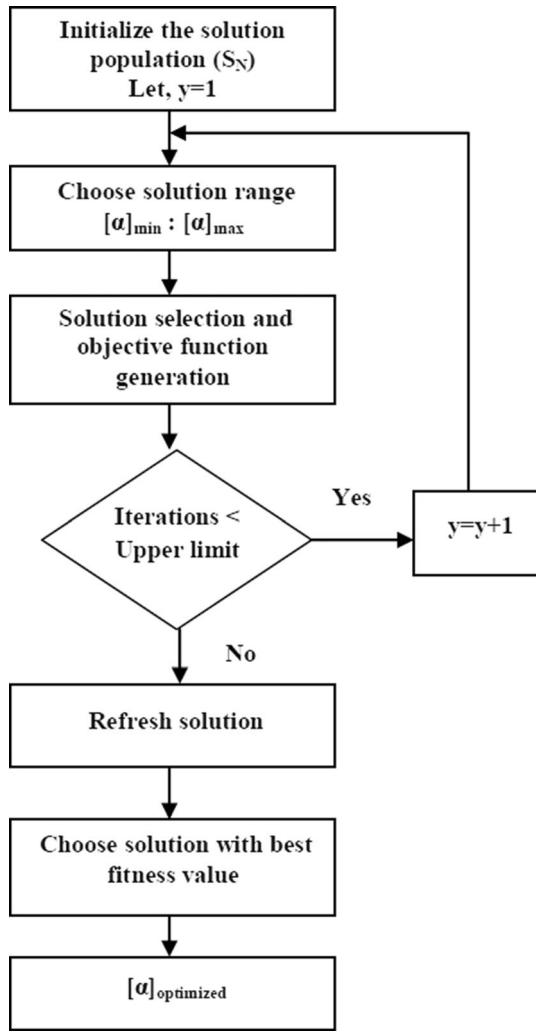 Initialize the solution
population (S_N)
Let, y=1
Choose solution range
[α]min : [α]max
Solution selection and
objective function
generation
Iterations <
Upper limit
Yes
y=y+1
No
Refresh solution
Choose solution with best
fitness value
[α]optimized